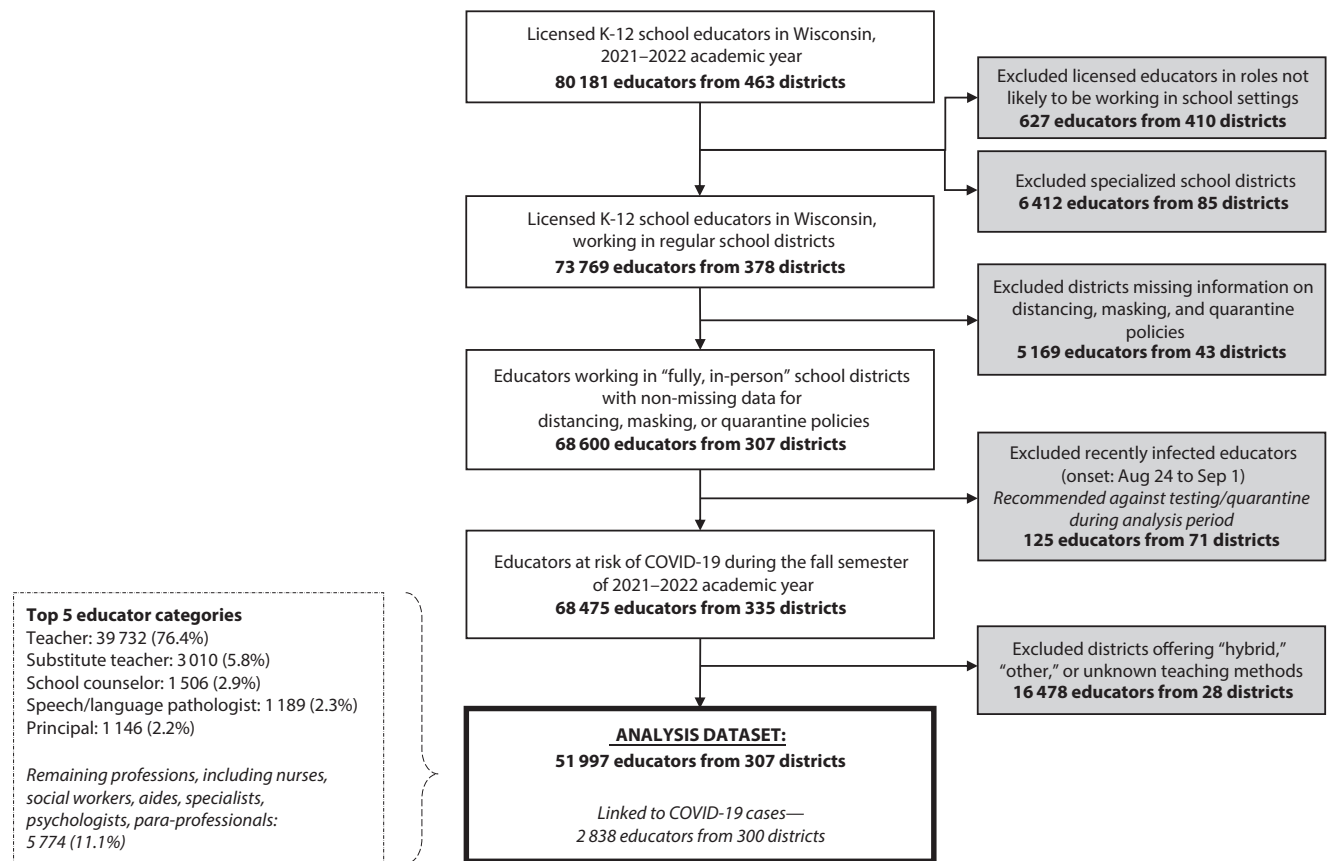 Licensed K-12 school educators in Wisconsin,
2021–2022 academic year
80 181 educators from 463 districts
Excluded licensed educators in roles not
likely to be working in school settings
627 educators from 410 districts
Excluded specialized school districts
6 412 educators from 85 districts
Licensed K-12 school educators in Wisconsin,
working in regular school districts
73 769 educators from 378 districts
Excluded districts missing information on
distancing, masking, and quarantine
policies
5 169 educators from 43 districts
Educators working in “fully, in-person” school districts
with non-missing data for
distancing, masking, or quarantine policies
68 600 educators from 307 districts
Excluded recently infected educators
(onset: Aug 24 to Sep 1)
Recommended against testing/quarantine
during analysis period
125 educators from 71 districts
Educators at risk of COVID-19 during the fall semester
of 2021–2022 academic year
68 475 educators from 335 districts
Excluded districts offering “hybrid,”
“other,” or unknown teaching methods
16 478 educators from 28 districts
Top 5 educator categories
Teacher: 39 732 (76.4%)
Substitute teacher: 3 010 (5.8%)
School counselor: 1 506 (2.9%)
Speech/language pathologist: 1 189 (2.3%)
Principal: 1 146 (2.2%)
Remaining professions, including nurses,
social workers, aides, specialists,
psychologists, para-professionals:
5 774 (11.1%)
ANALYSIS DATASET:
51 997 educators from 307 districts
Linked to COVID-19 cases—
2 838 educators from 300 districts